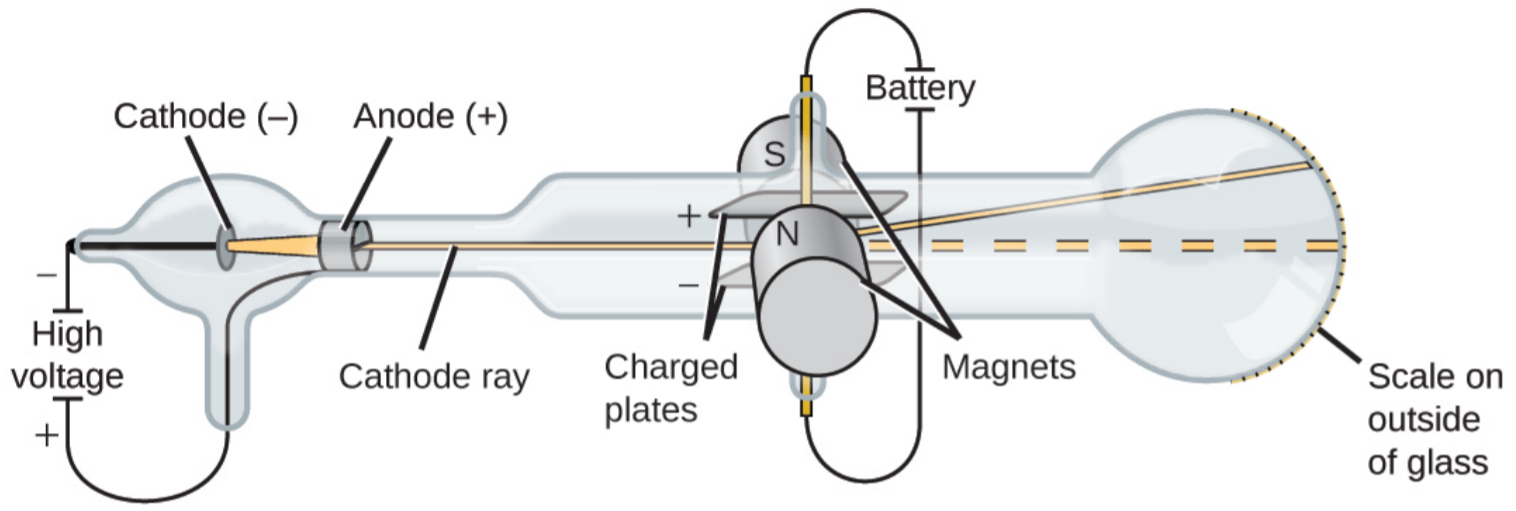 Battery
Cathode (–)
Anode (+)
S
+
N
–
–
High
voltage
+
Cathode ray
Charged
plates
Magnets
Scale on
outside
of glass